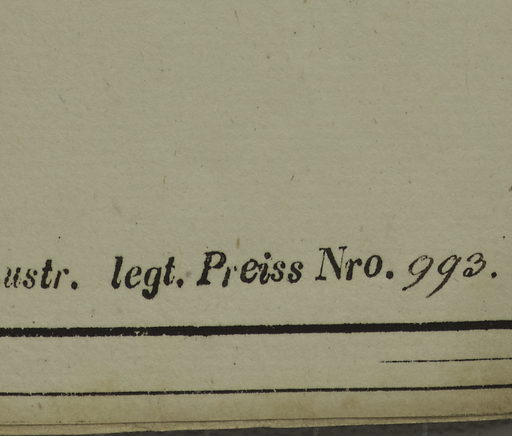 ustr. legt. Preiss Nro. 993.